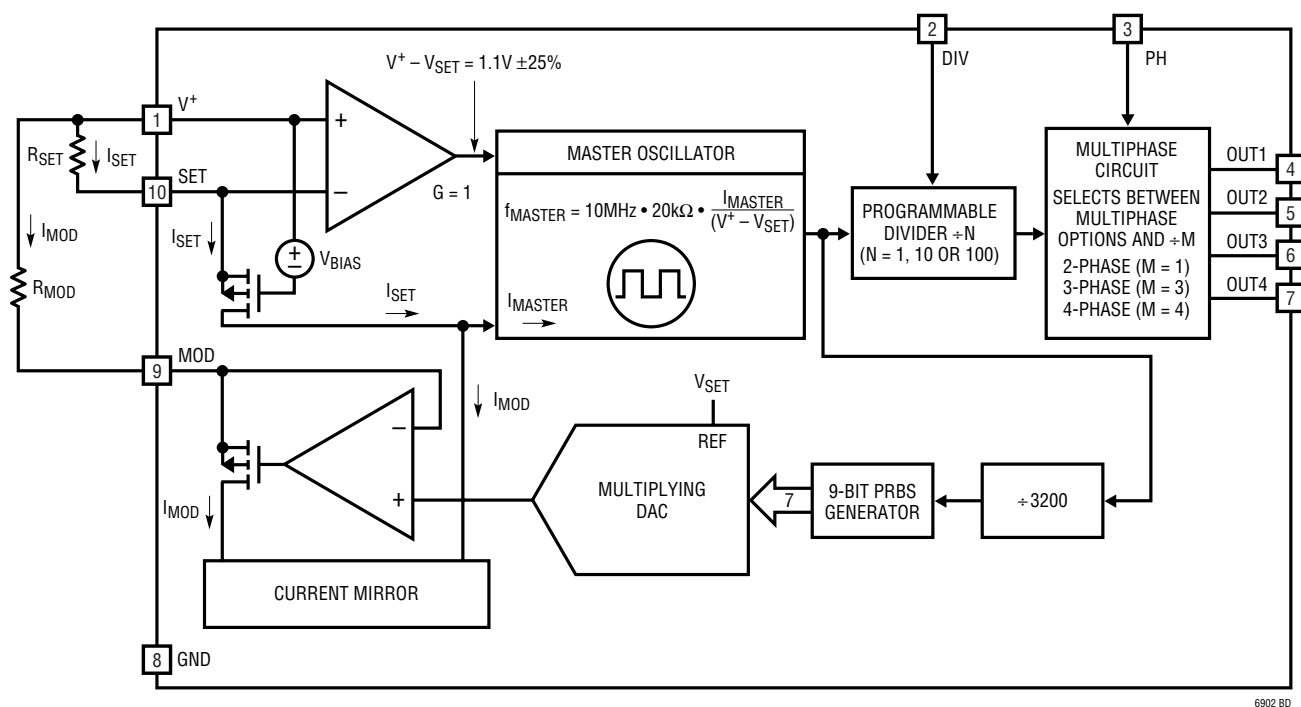 2
DIV
3
PH
V+ – VSET = 1.1V ±25%
1
V+
RSET
ISET
10
SET
+
–
G = 1
ISET
IMOD
RMOD
+
–
VBIAS
ISET
MASTER OSCILLATOR
fMASTER = 10MHz • 20kΩ • IMASTER
(V+ – VSET)
IMASTER
PROGRAMMABLE
DIVIDER ÷N
(N = 1, 10 OR 100)
MULTIPHASE
CIRCUIT
SELECTS BETWEEN
MULTIPHASE
OPTIONS AND ÷M
2-PHASE (M = 1)
3-PHASE (M = 3)
4-PHASE (M = 4)
OUT1
4
OUT2
5
OUT3
6
OUT4
7
9
MOD
–
+
IMOD
IMOD
CURRENT MIRROR
VSET
REF
MULTIPLYING
DAC
7
9-BIT PRBS
GENERATOR
÷3200
8
GND
6902 BD